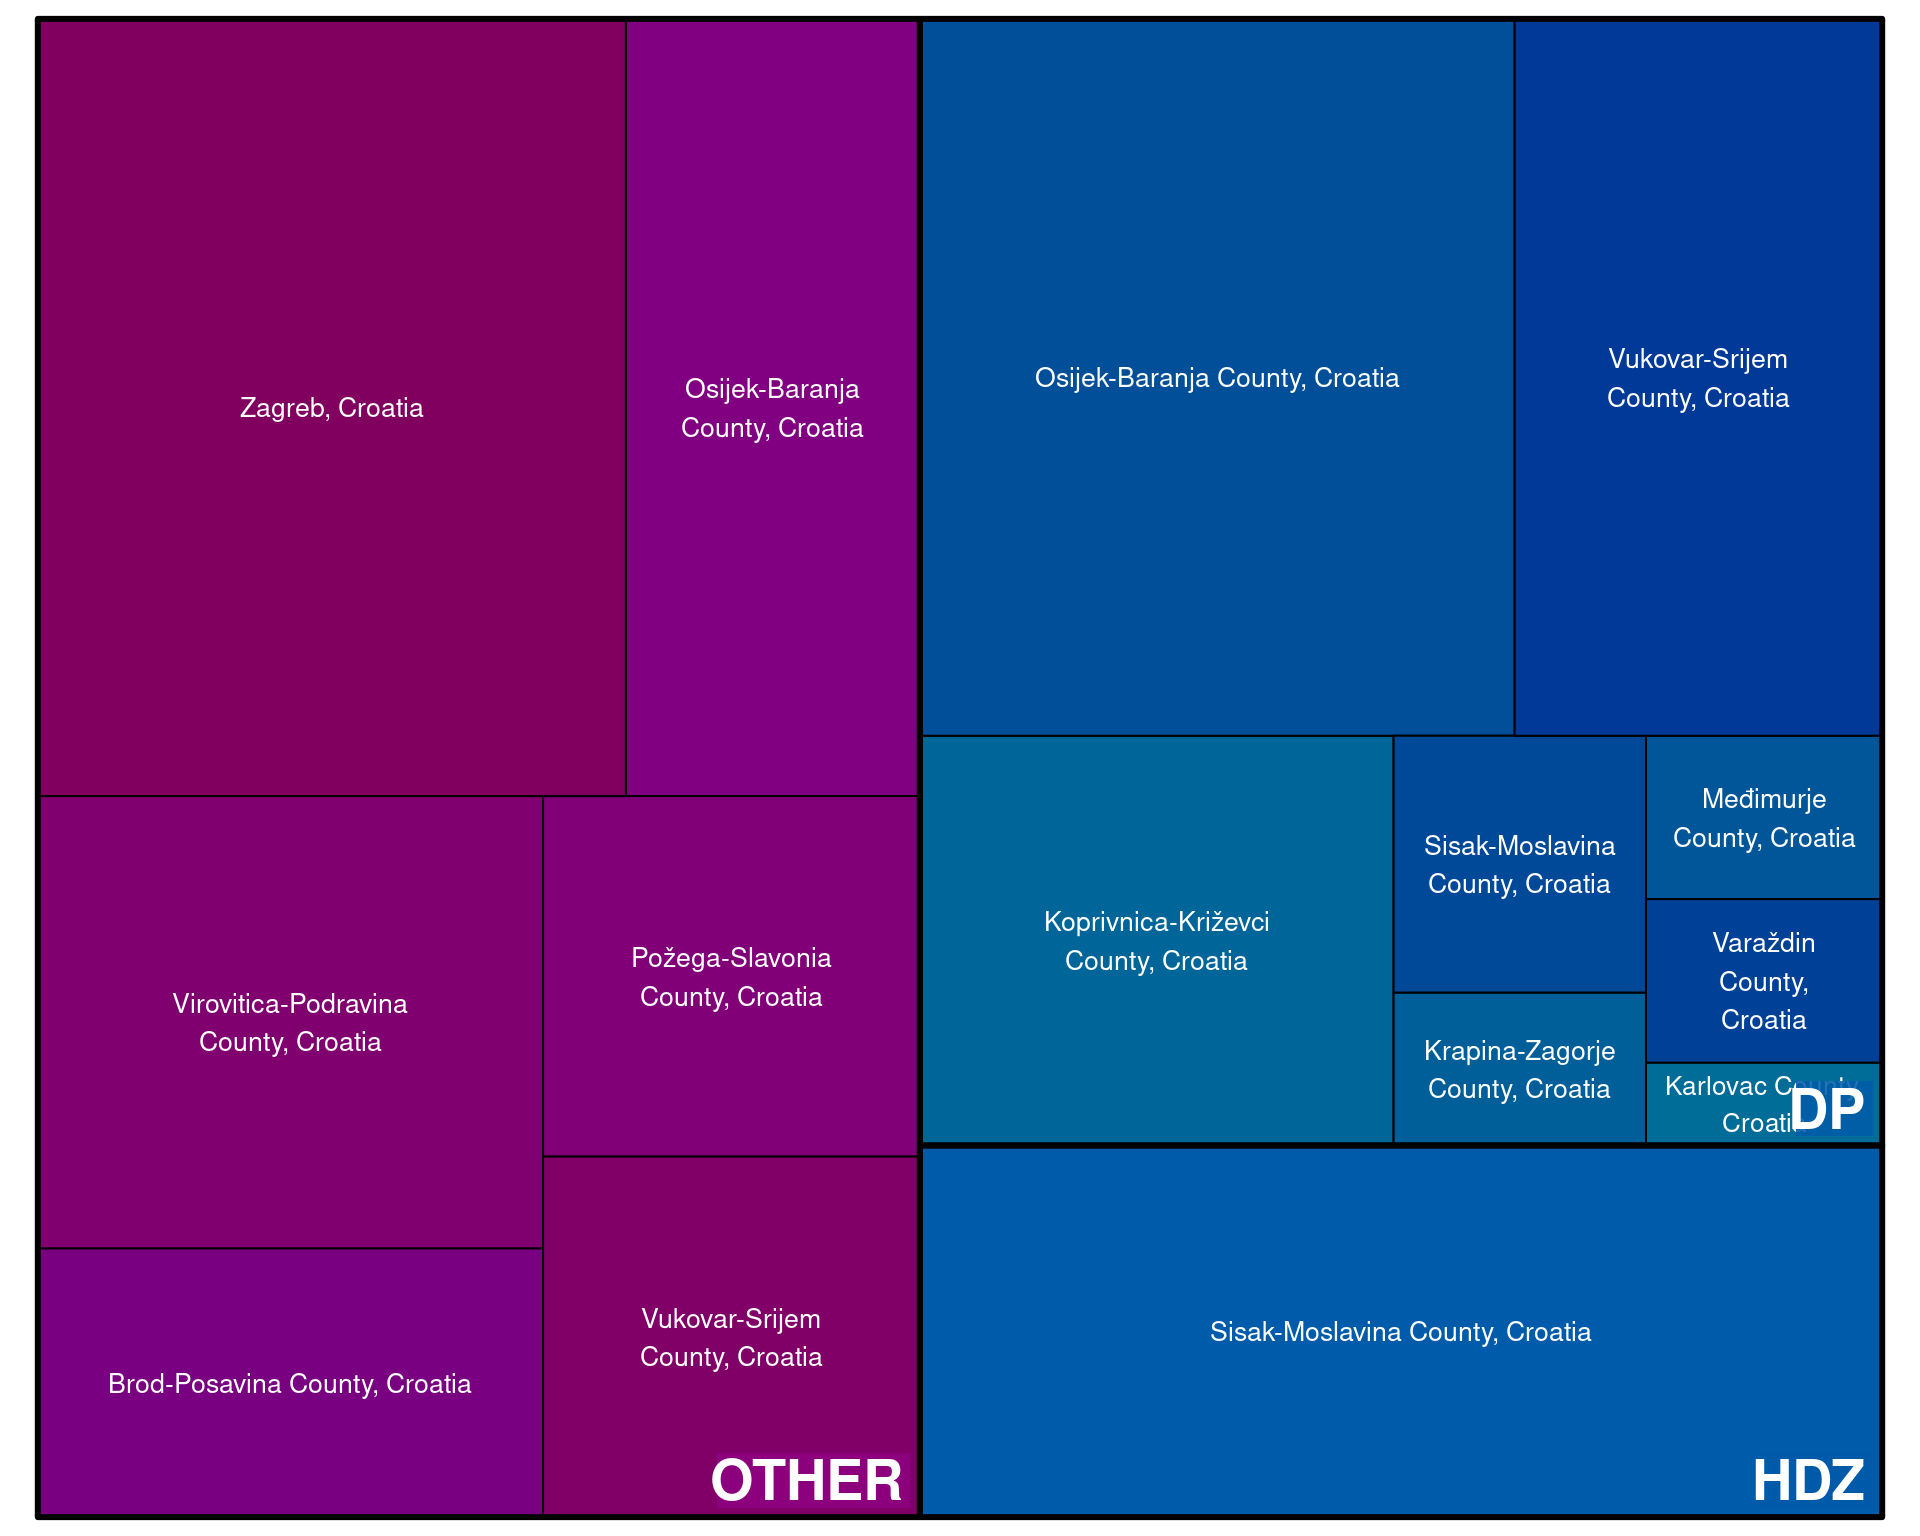 Zagreb, Croatia
Osijek-Baranja
County, Croatia
Virovitica-Podravina
County, Croatia
Požega-Slavonia
County, Croatia
Brod-Posavina County, Croatia
Vukovar-Srijem
County, Croatia
OTHER
Osijek-Baranja County, Croatia
Vukovar-Srijem
County, Croatia
Koprivnica-Križevci
County, Croatia
Sisak-Moslavina
County, Croatia
Krapina-Zagorje
County, Croatia
Međimurje
County, Croatia
Varaždin
County,
Croatia
Karlovac County,
Croatia
DP
Sisak-Moslavina County, Croatia
HDZ